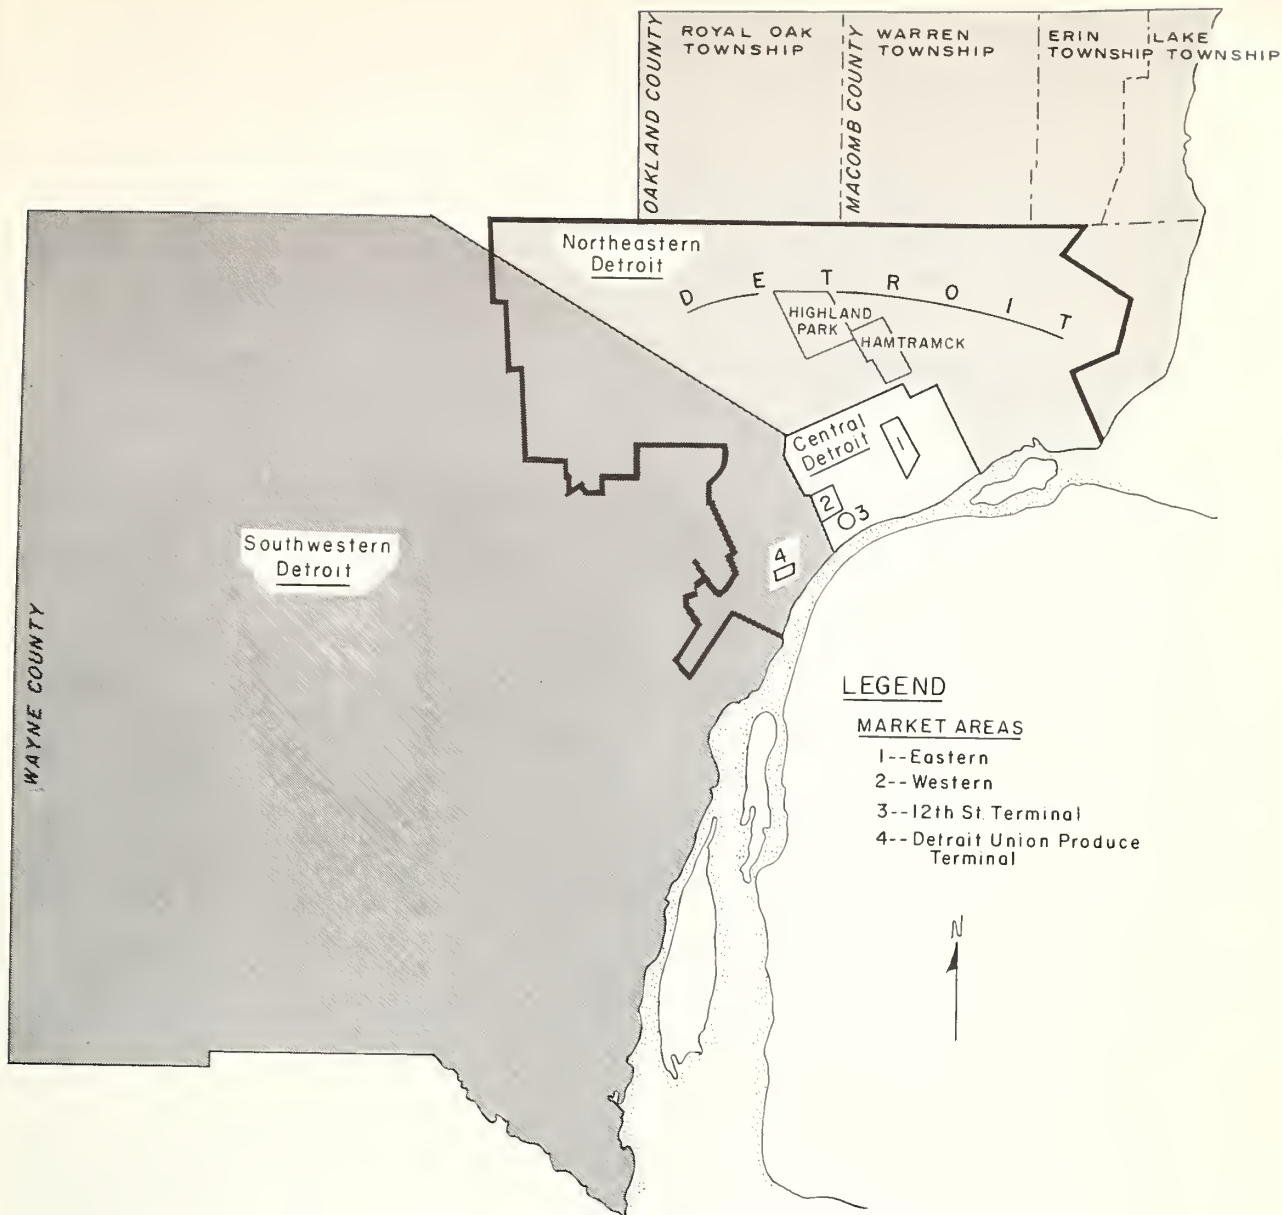 OAKLAND COUNTY
ROYAL OAK
TOWNSHIP
MACOMB COUNTY
WARREN
TOWNSHIP
ERIN
TOWNSHIP
LAKE
TOWNSHIP
Northeastern
Detroit
DETROIT
HIGHLAND
PARK
HAMTRAMCK
Central
Detroit
1
2
3
4
Southwestern
Detroit
WAYNE COUNTY
LEGEND
MARKET AREAS
1--Eastern
2--Western
3--12th St. Terminal
4--Detrait Union Produce
Terminal
N